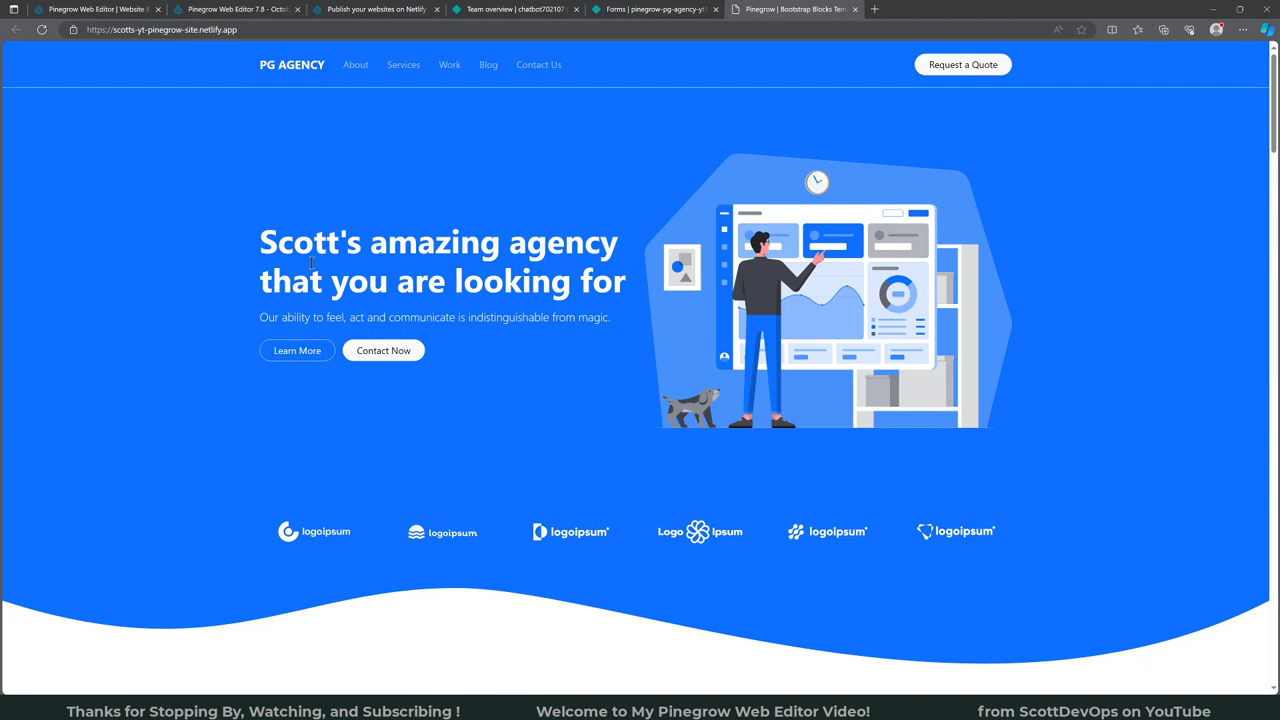 Pinegrow Web Editor | Website B
Pinegrow Web Editor 7.8 - Octob
Publish your websites on Netlify
Team overview | chatbot702107
Forms | pinegrow-pg-agency-yt1
Pinegrow | Bootstrap Blocks Tem
https://scotts-yt-pinegrow-site.netlify.app
PG AGENCY
About
Services
Work
Blog
Contact Us
Request a Quote
Scott's amazing agency
that you are looking for
Our ability to feel, act and communicate is indistinguishable from magic.
Learn More
Contact Now
logoipsum
logoipsum
logoipsum
Logo Ipsum
logoipsum
logoipsum
Thanks for Stopping By, Watching, and Subscribing !
Welcome to My Pinegrow Web Editor Video!
from ScottDevOps on YouTube